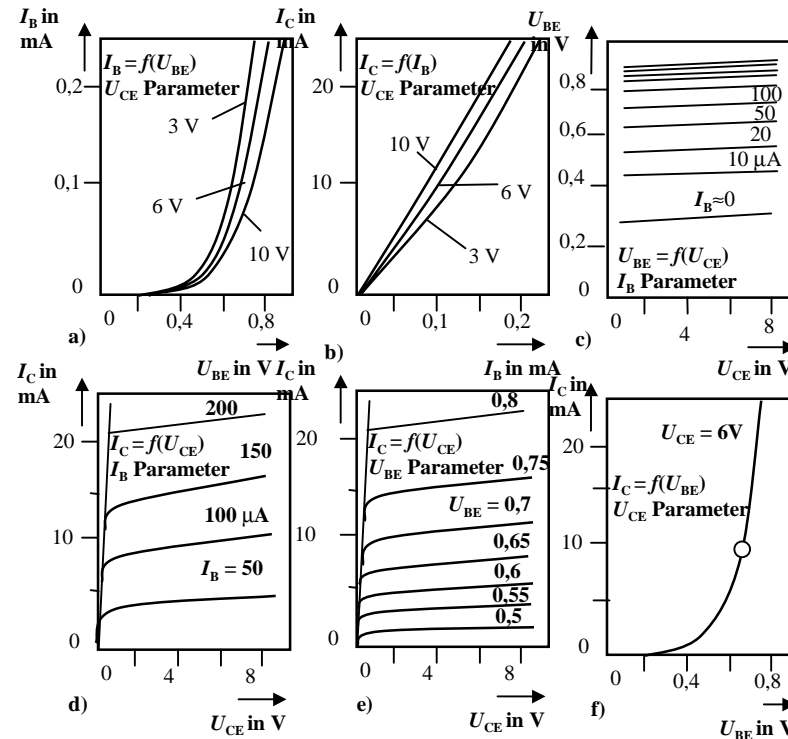 I_B in
mA
I_B = f(U_BE)
U_CE Parameter
3 V
6 V
10 V
0,2
0,1
0
0
0,4
0,8
a)
U_BE in V
I_C in
mA
I_C = f(I_B)
U_CE Parameter
10 V
6 V
3 V
20
10
0
0
0,1
0,2
b)
I_B in mA
U_BE
in V
0,8
0,6
0,4
0,2
0
100
50
20
10 µA
I_B≈0
U_BE = f(U_CE)
I_B Parameter
0
4
8
c)
U_CE in V
I_C in
mA
200
I_C = f(U_CE)
I_B Parameter
150
100 µA
I_B = 50
20
10
0
0
4
8
d)
U_CE in V
I_C in
mA
0,8
I_C = f(U_CE)
U_BE Parameter
0,75
U_BE = 0,7
0,65
0,6
0,55
0,5
20
10
0
0
4
8
e)
U_CE in V
I_C in
mA
U_CE = 6V
I_C = f(U_BE)
U_CE Parameter
20
10
0
0
0,4
0,8
f)
U_BE in V